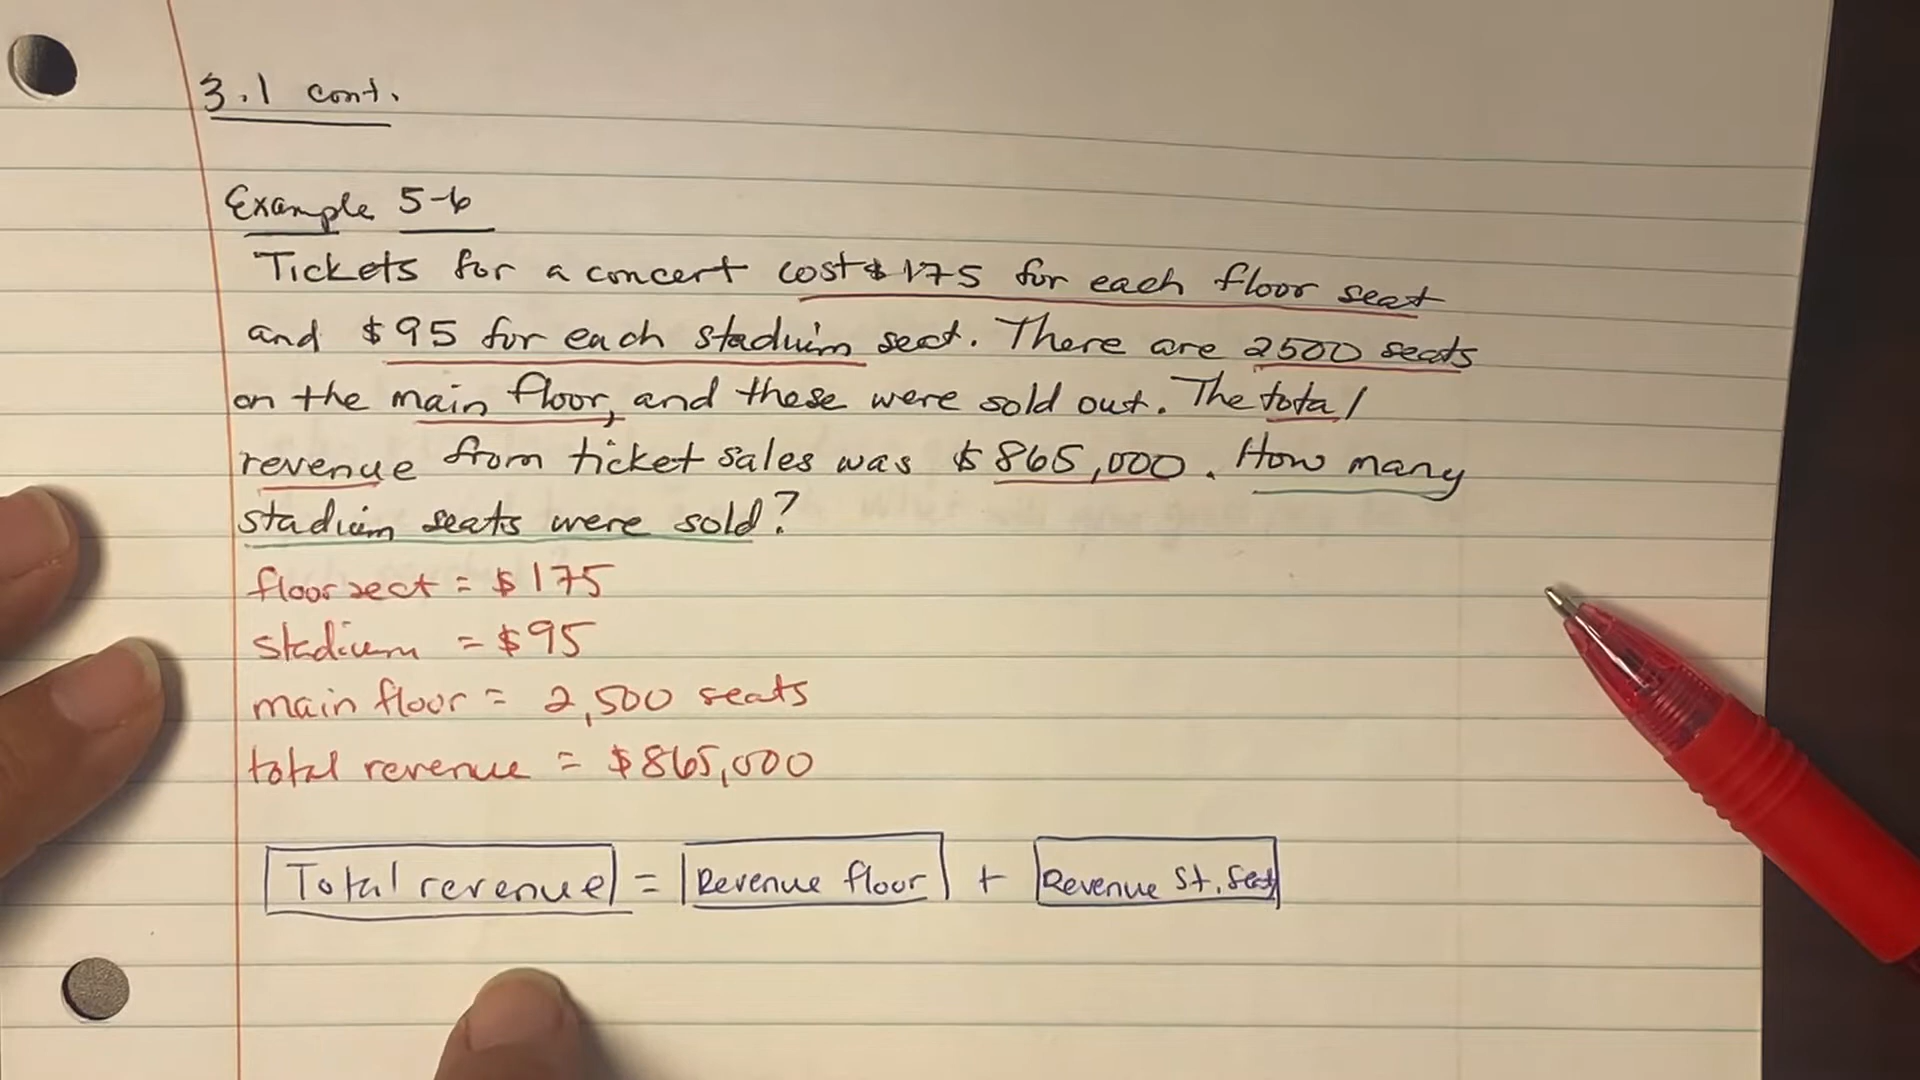 3.1 cont.
Example 5-6
Tickets for a concert cost $175 for each floor seat
and $95 for each staduim seat. There are 2500 seats
on the main floor, and these were sold out. The total
revenue from ticket sales was $865,000. How many
stadium seats were sold?
floor seat = $175
stadium = $95
main floor = 2,500 seats
total revenue = $865,000
Total revenue = Revenue floor + Revenue St. Seat